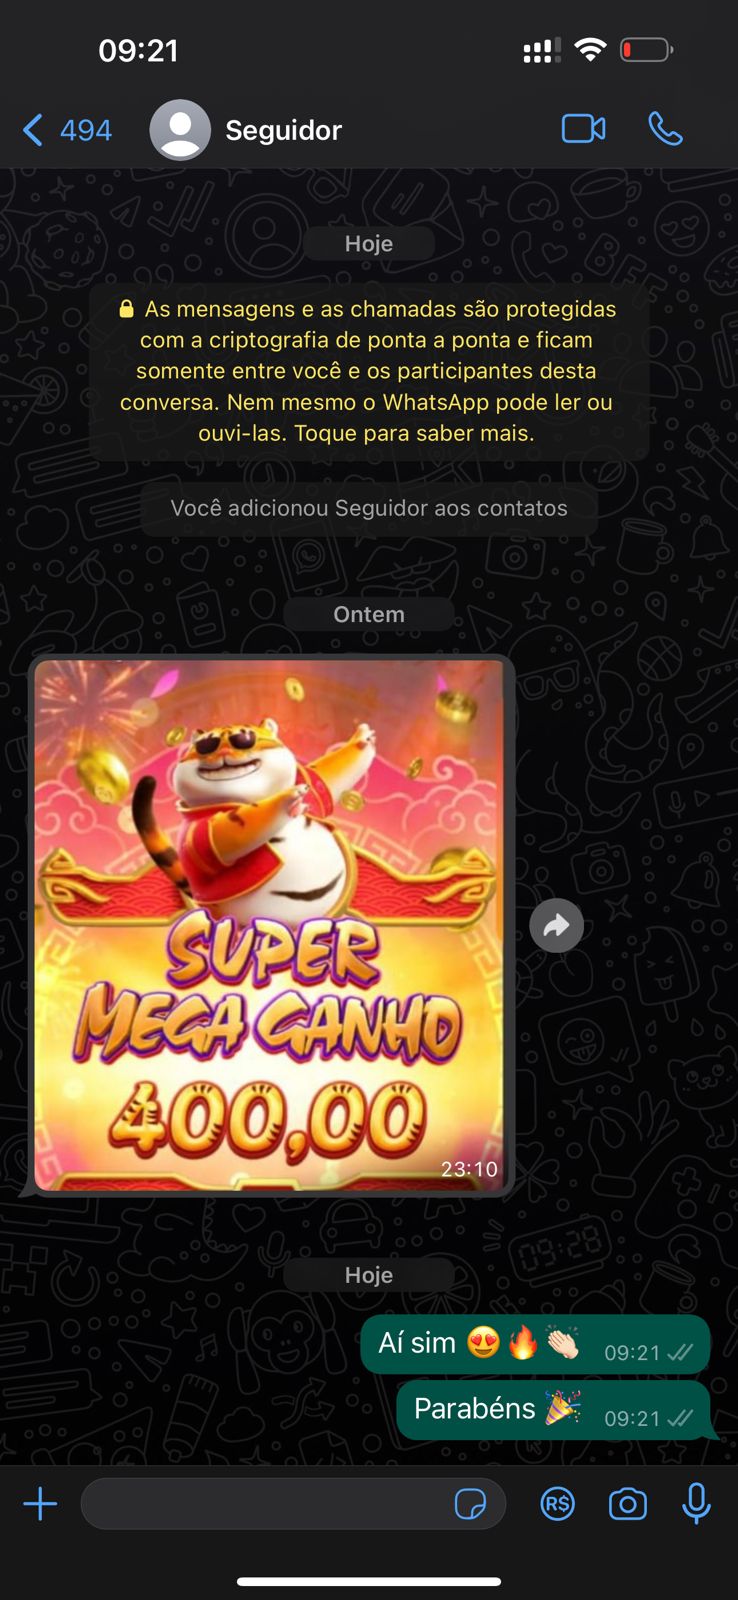 09:21
494
Seguidor
Hoje
As mensagens e as chamadas são protegidas
com a criptografia de ponta a ponta e ficam
somente entre você e os participantes desta
conversa. Nem mesmo o WhatsApp pode ler ou
ouvi-las. Toque para saber mais.
Você adicionou Seguidor aos contatos
Ontem
SUPER
MEGA GANHO
400,00
23:10
Hoje
Aí sim 😍🔥👏🏻 09:21
Parabéns 🎉 09:21
R$